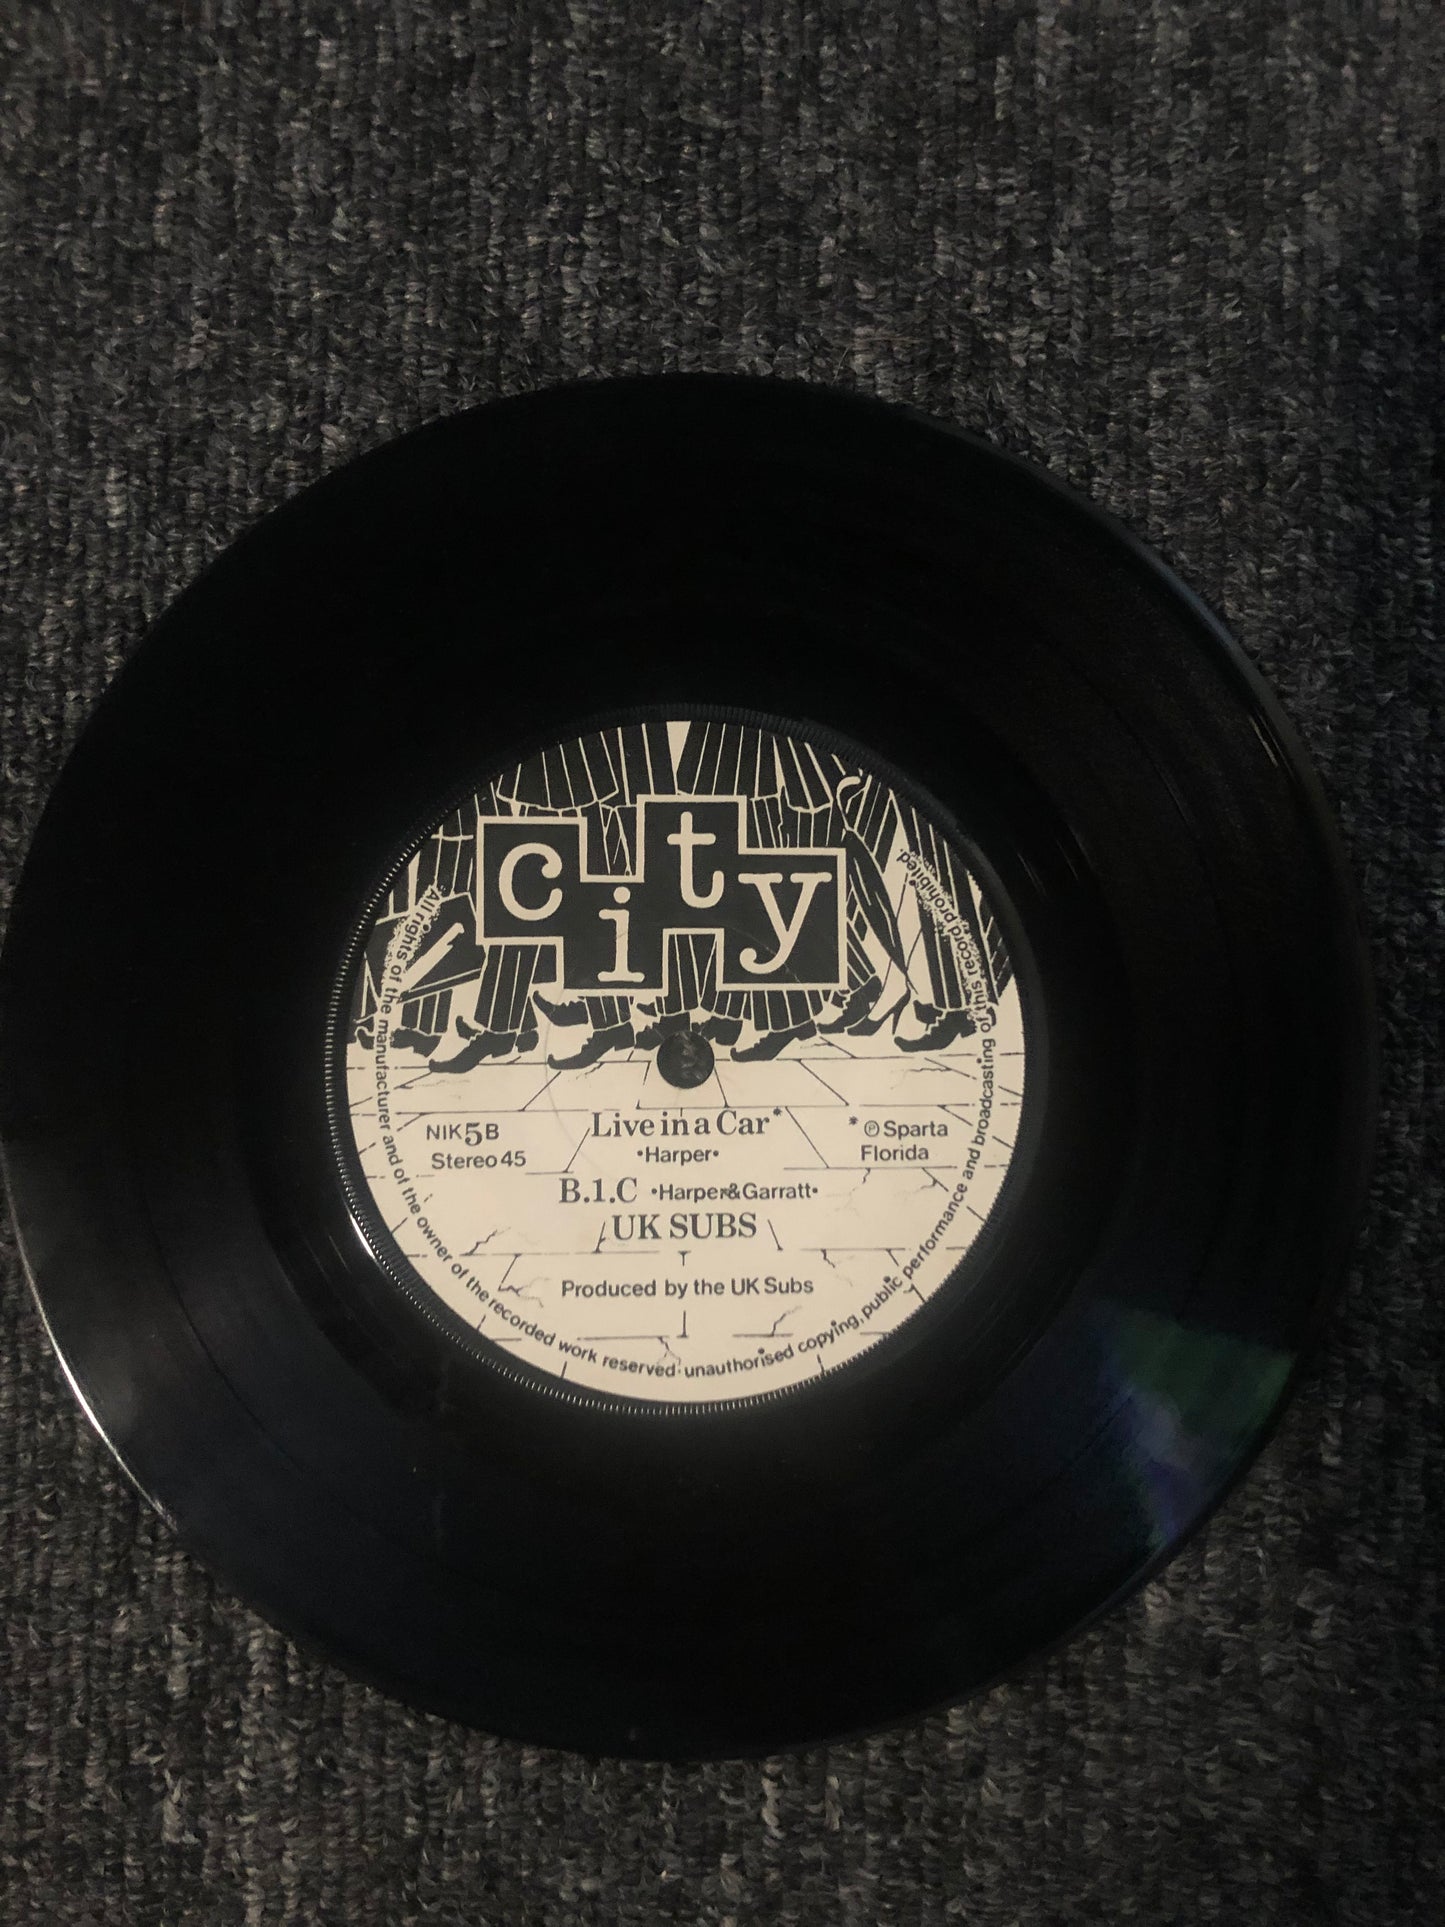 city
Live in a Car*
•Harper•
NIK5B
Stereo 45
* ℗ Sparta
Florida
B.1.C •Harper&Garratt•
UK SUBS
Produced by the UK Subs
All rights of the manufacturer and of the owner of the recorded work reserved·unauthorised copying, public performance and broadcasting of this record prohibited.